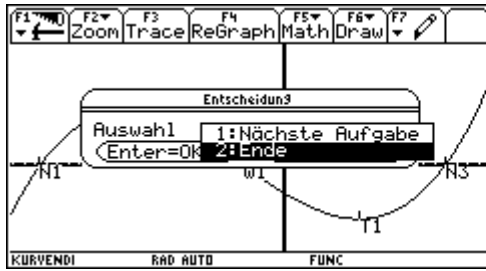 F1 F2 Zoom F3 Trace F4 ReGraph F5 Math F6 Draw F7
Entscheidung
Auswahl
1:Nächste Aufgabe
Enter=OK
2:Ende
N1
W1
N3
T1
KURVENDI RAD AUTO FUNC